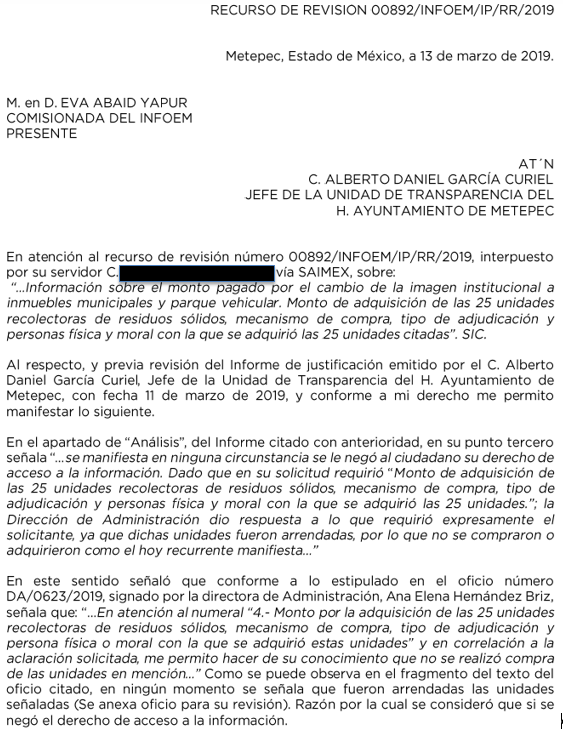 RECURSO DE REVISION 00892/INFOEM/IP/RR/2019
Metepec, Estado de México, a 13 de marzo de 2019.
M. en D. EVA ABAID YAPUR
COMISIONADA DEL INFOEM
PRESENTE
AT´N
C. ALBERTO DANIEL GARCÍA CURIEL
JEFE DE LA UNIDAD DE TRANSPARENCIA DEL
H. AYUNTAMIENTO DE METEPEC
En atención al recurso de revisión número 00892/INFOEM/IP/RR/2019, interpuesto
por su servidor C. vía SAIMEX, sobre:
“...Información sobre el monto pagado por el cambio de la imagen institucional a
inmuebles municipales y parque vehicular. Monto de adquisición de las 25 unidades
recolectoras de residuos sólidos, mecanismo de compra, tipo de adjudicación y
personas física y moral con la que se adquirió las 25 unidades citadas”. SIC.
Al respecto, y previa revisión del Informe de justificación emitido por el C. Alberto
Daniel García Curiel, Jefe de la Unidad de Transparencia del H. Ayuntamiento de
Metepec, con fecha 11 de marzo de 2019, y conforme a mi derecho me permito
manifestar lo siguiente.
En el apartado de “Análisis”, del Informe citado con anterioridad, en su punto tercero
señala “...se manifiesta en ninguna circunstancia se le negó al ciudadano su derecho de
acceso a la información. Dado que en su solicitud requirió “Monto de adquisición de
las 25 unidades recolectoras de residuos sólidos, mecanismo de compra, tipo de
adjudicación y personas física y moral con la que se adquirió las 25 unidades.”; la
Dirección de Administración dio respuesta a lo que requirió expresamente el
solicitante, ya que dichas unidades fueron arrendadas, por lo que no se compraron o
adquirieron como el hoy recurrente manifiesta...”
En este sentido señaló que conforme a lo estipulado en el oficio número
DA/0623/2019, signado por la directora de Administración, Ana Elena Hernández Briz,
señala que: “...En atención al numeral “4.- Monto por la adquisición de las 25 unidades
recolectoras de residuos sólidos, mecanismo de compra, tipo de adjudicación y
persona física o moral con la que se adquirió estas unidades” y en correlación a la
aclaración solicitada, me permito hacer de su conocimiento que no se realizó compra
de las unidades en mención...” Como se puede observa en el fragmento del texto del
oficio citado, en ningún momento se señala que fueron arrendadas las unidades
señaladas (Se anexa oficio para su revisión). Razón por la cual se consideró que si se
negó el derecho de acceso a la información.